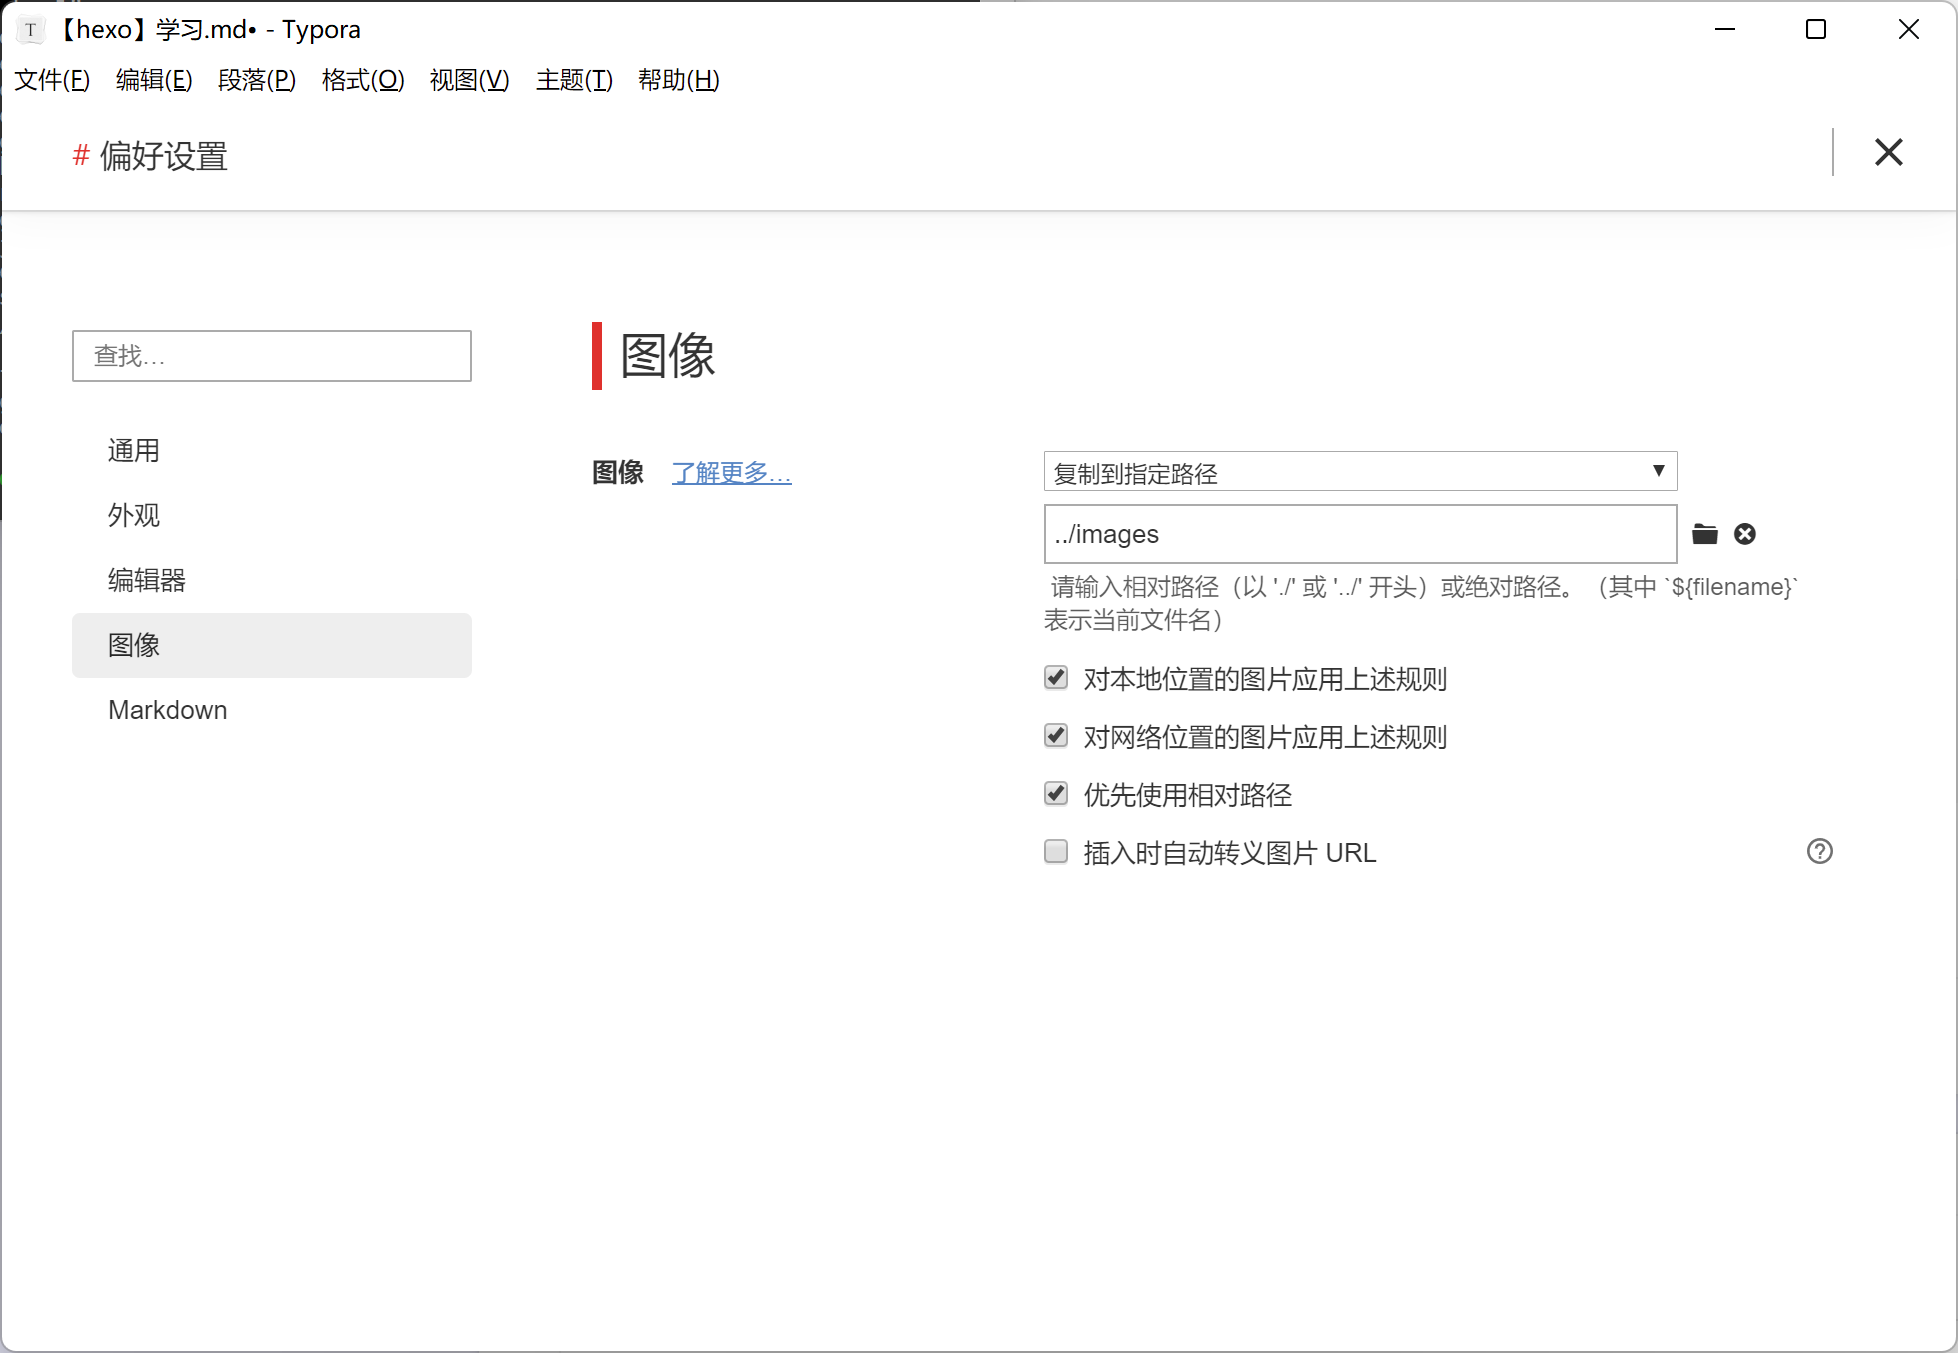 T 【hexo】学习.md• - Typora
文件(F) 编辑(E) 段落(P) 格式(O) 视图(V) 主题(T) 帮助(H)
# 偏好设置
查找…
通用
外观
编辑器
图像
Markdown
图像
图像 了解更多…
复制到指定路径 ▼
../images
请输入相对路径（以 './' 或 '../' 开头）或绝对路径。（其中 `${filename}`
表示当前文件名）
对本地位置的图片应用上述规则
对网络位置的图片应用上述规则
优先使用相对路径
插入时自动转义图片 URL